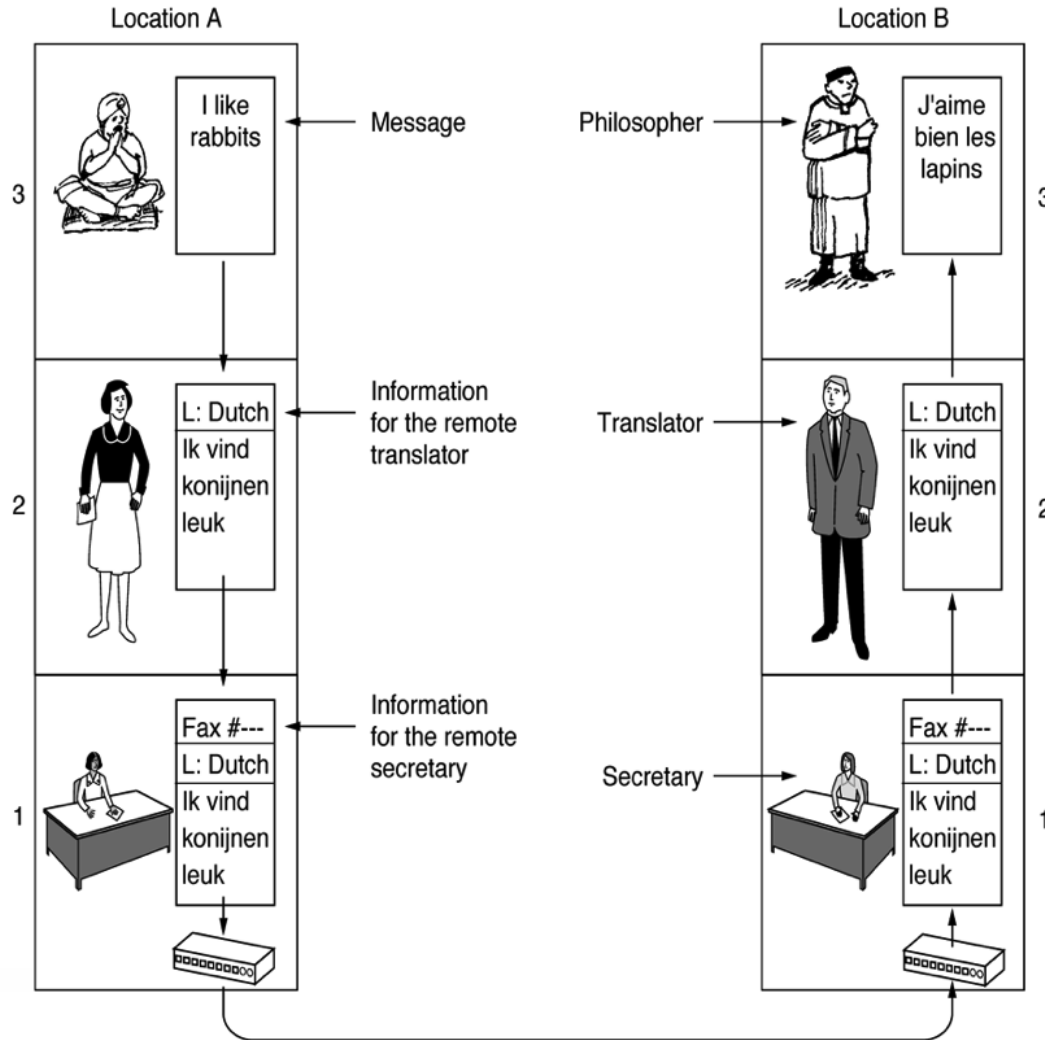 Location A
Location B
I like
rabbits
Message
Philosopher
J'aime
bien les
lapins
3
3
L: Dutch
Ik vind
konijnen
leuk
Information
for the remote
translator
Translator
L: Dutch
Ik vind
konijnen
leuk
2
2
Fax #---
L: Dutch
Ik vind
konijnen
leuk
Information
for the remote
secretary
Secretary
Fax #---
L: Dutch
Ik vind
konijnen
leuk
1
1